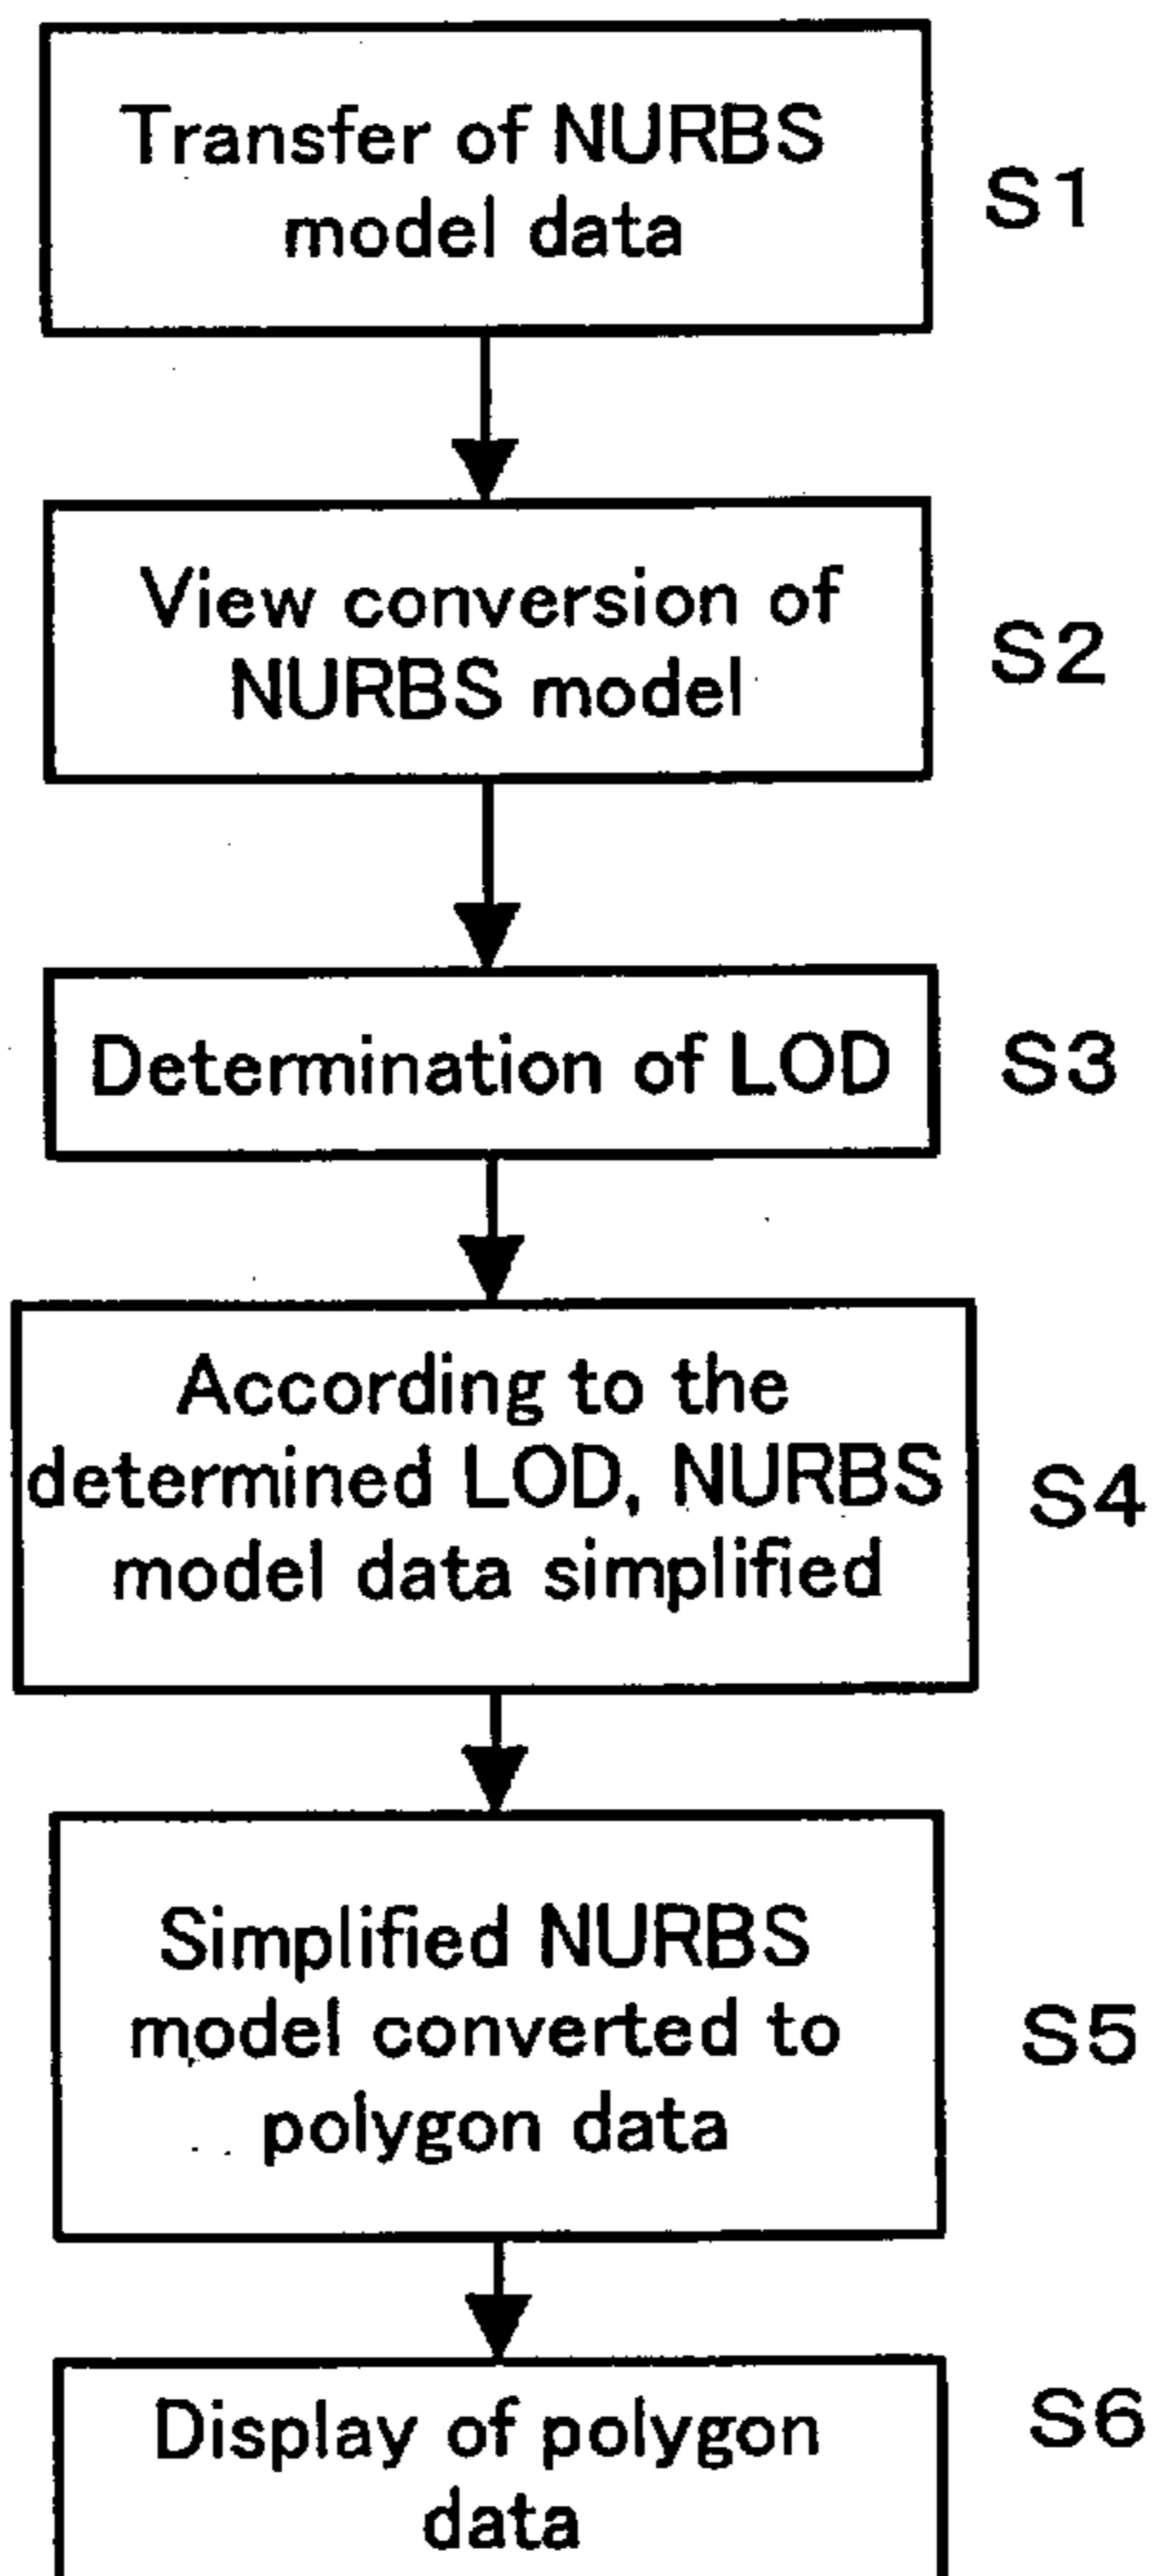 Transfer of NURBS
model data
S1
View conversion of
NURBS model
S2
Determination of LOD
S3
According to the
determined LOD, NURBS
model data simplified
S4
Simplified NURBS
model converted to
polygon data
S5
Display of polygon
data
S6